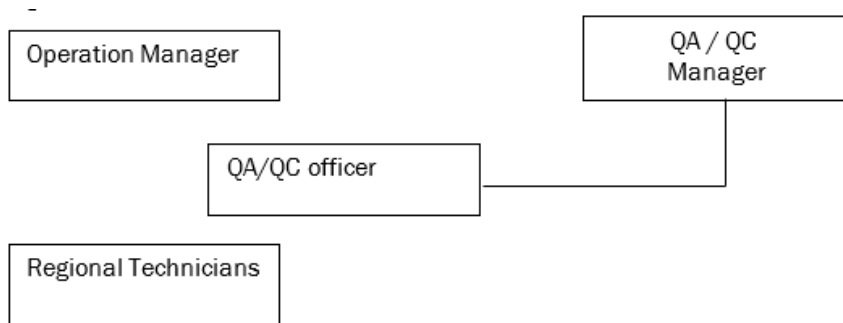 Operation Manager
QA / QC
Manager
QA/QC officer
Regional Technicians